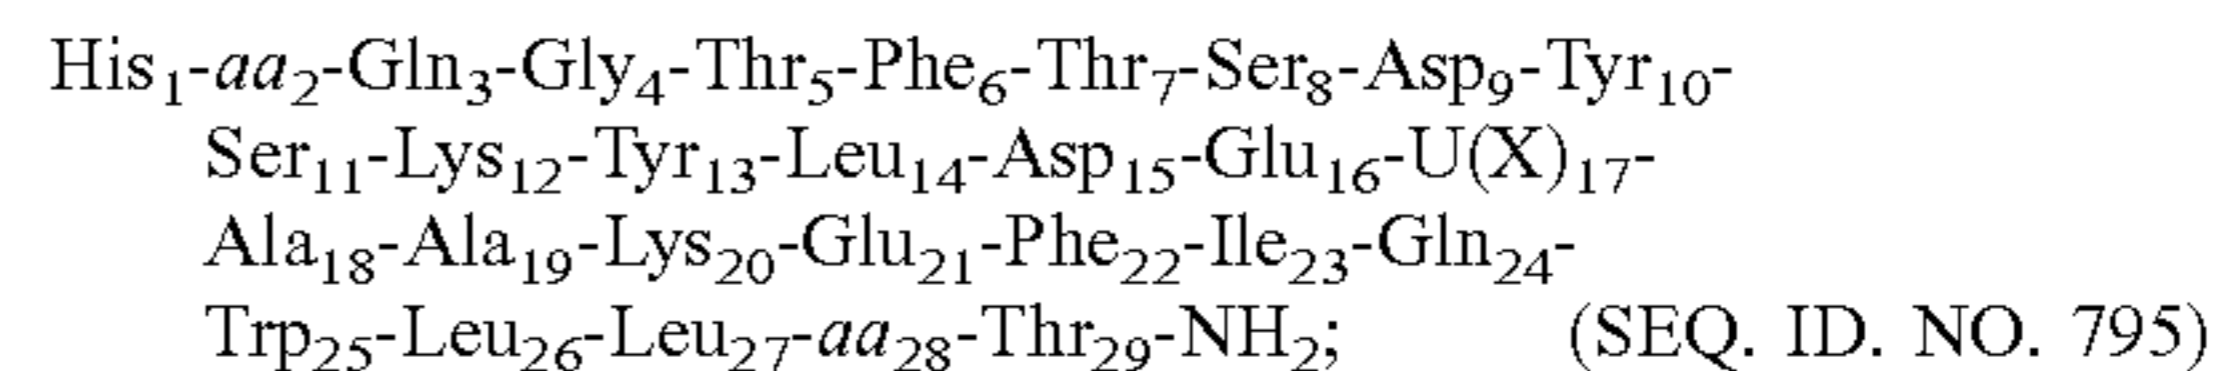 His₁-aa₂-Gln₃-Gly₄-Thr₅-Phe₆-Thr₇-Ser₈-Asp₉-Tyr₁₀-
Ser₁₁-Lys₁₂-Tyr₁₃-Leu₁₄-Asp₁₅-Glu₁₆-U(X)₁₇-
Ala₁₈-Ala₁₉-Lys₂₀-Glu₂₁-Phe₂₂-Ile₂₃-Gln₂₄-
Trp₂₅-Leu₂₆-Leu₂₇-aa₂₈-Thr₂₉-NH₂; (SEQ. ID. NO. 795)